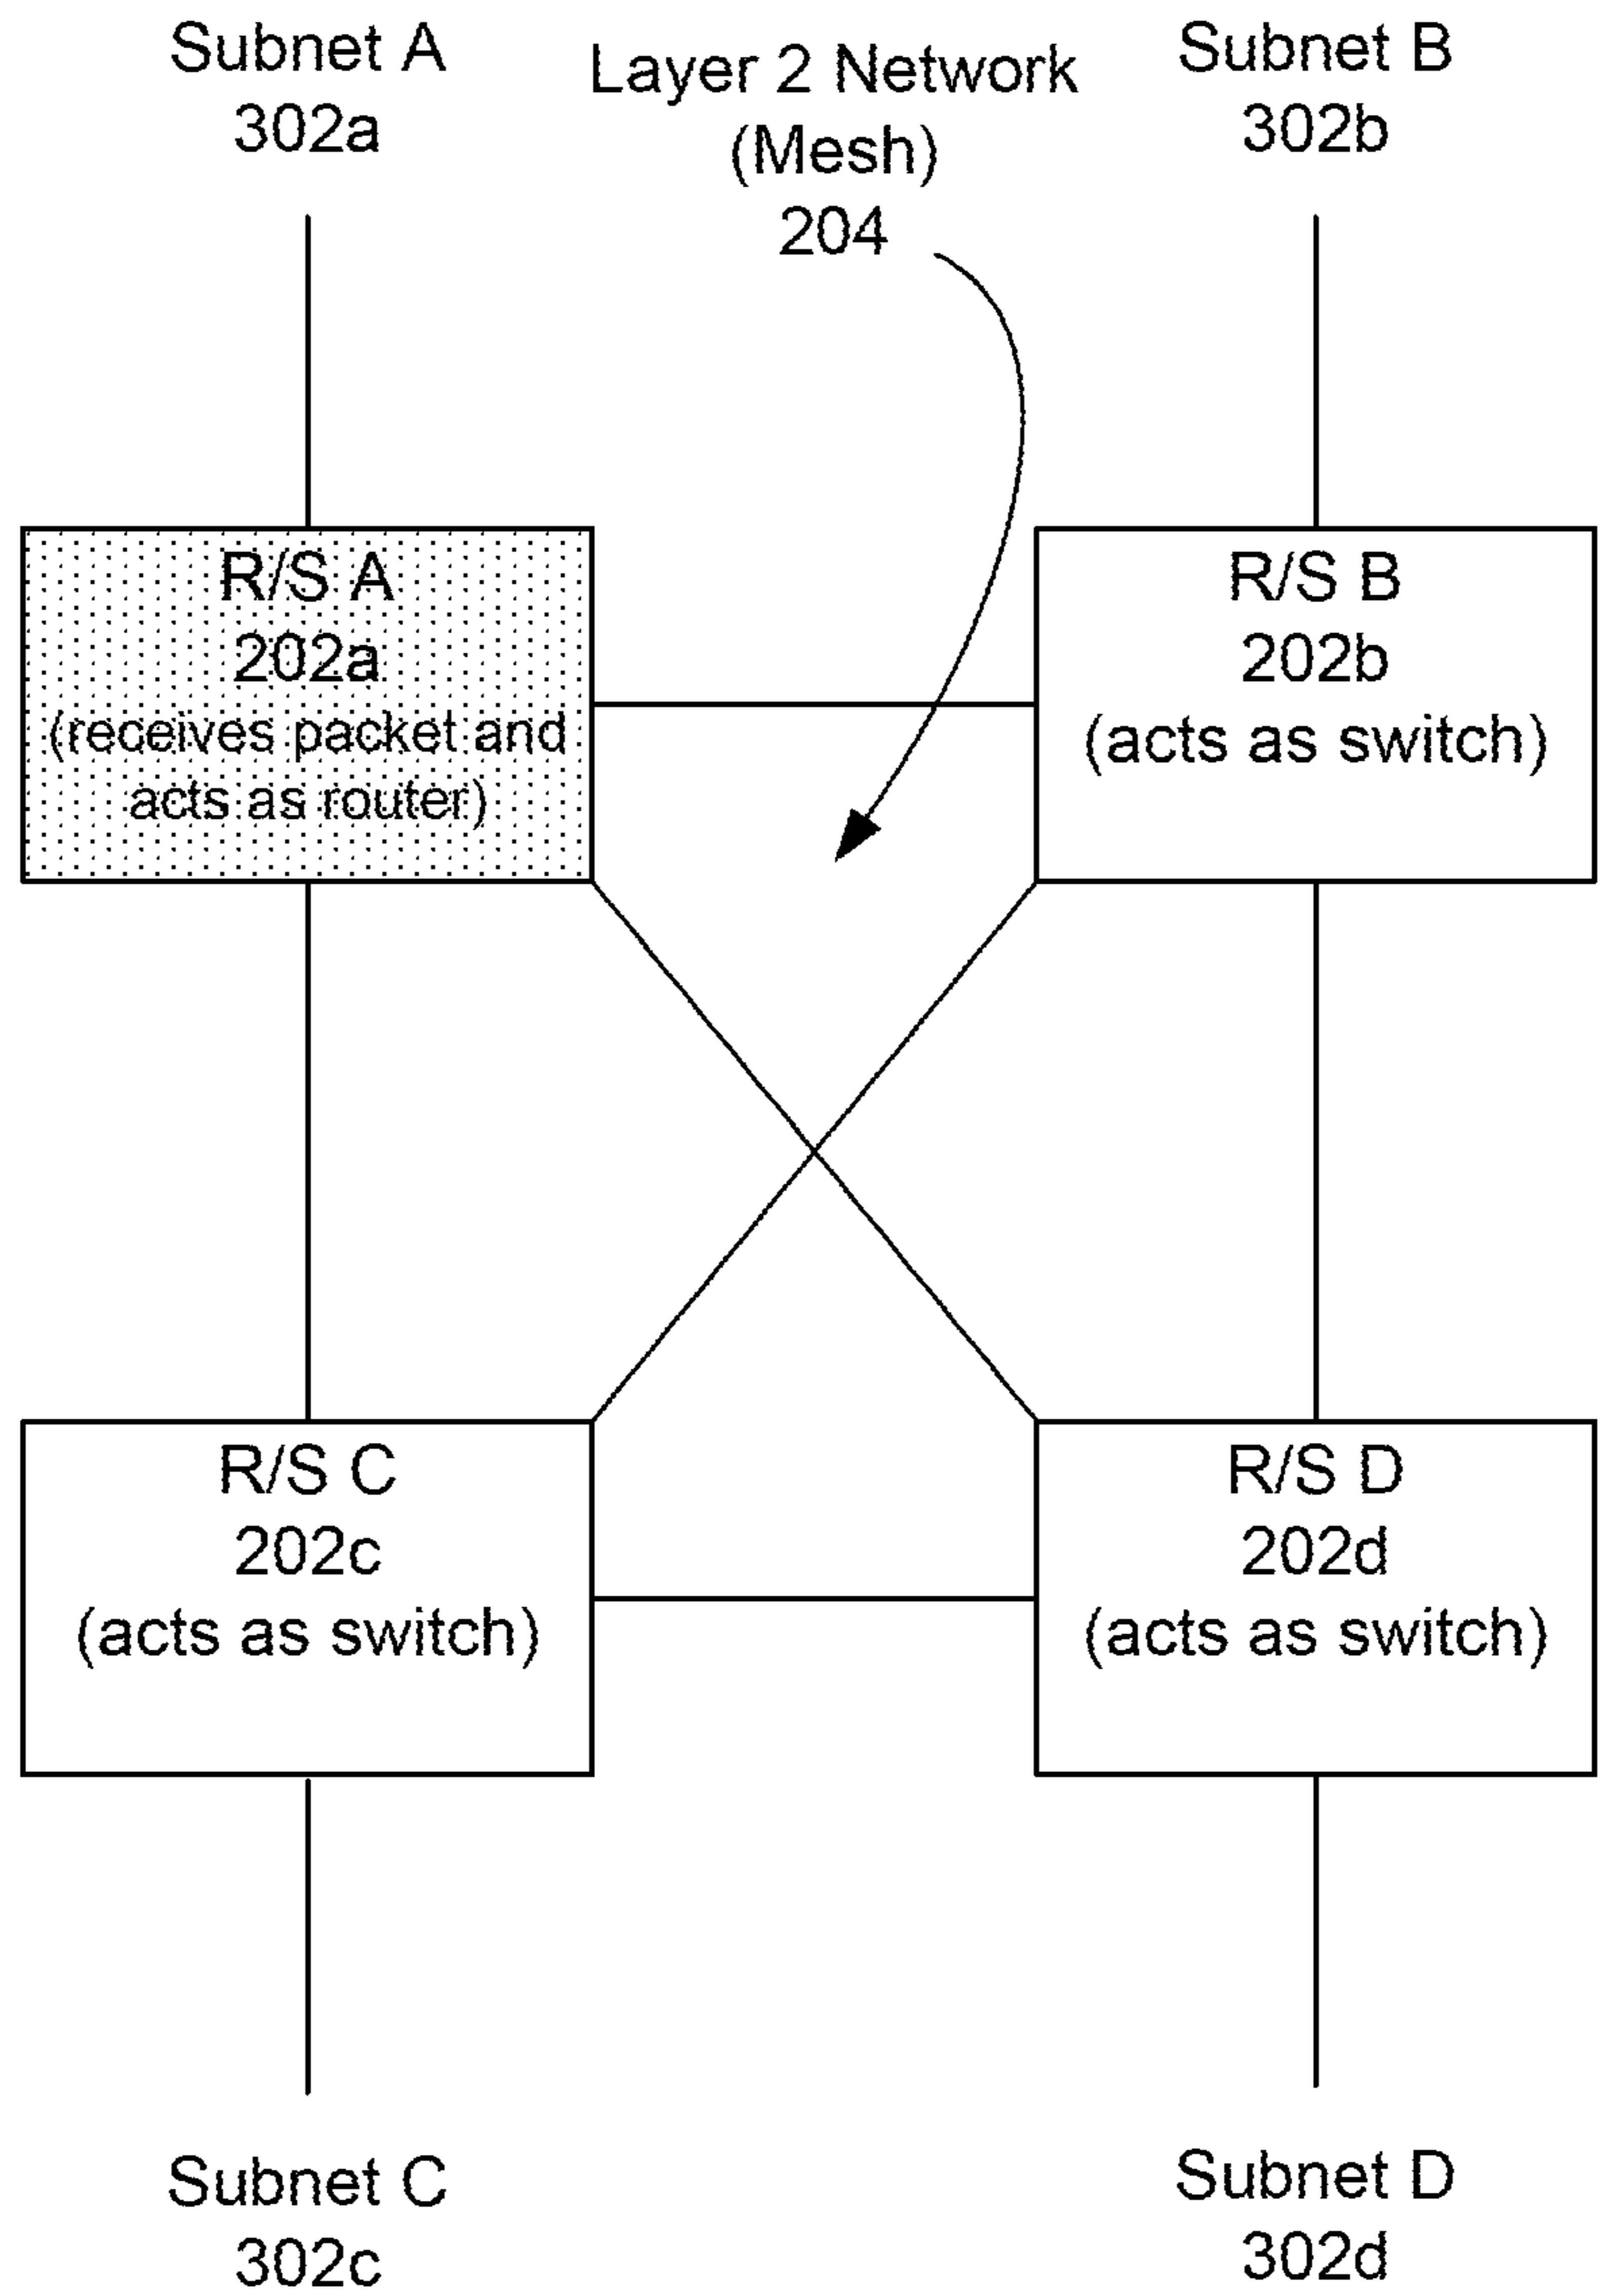 Subnet A
302a
Layer 2 Network
(Mesh)
204
Subnet B
302b
R/S A
202a
(receives packet and
acts as router)
R/S B
202b
(acts as switch)
R/S C
202c
(acts as switch)
R/S D
202d
(acts as switch)
Subnet C
302c
Subnet D
302d